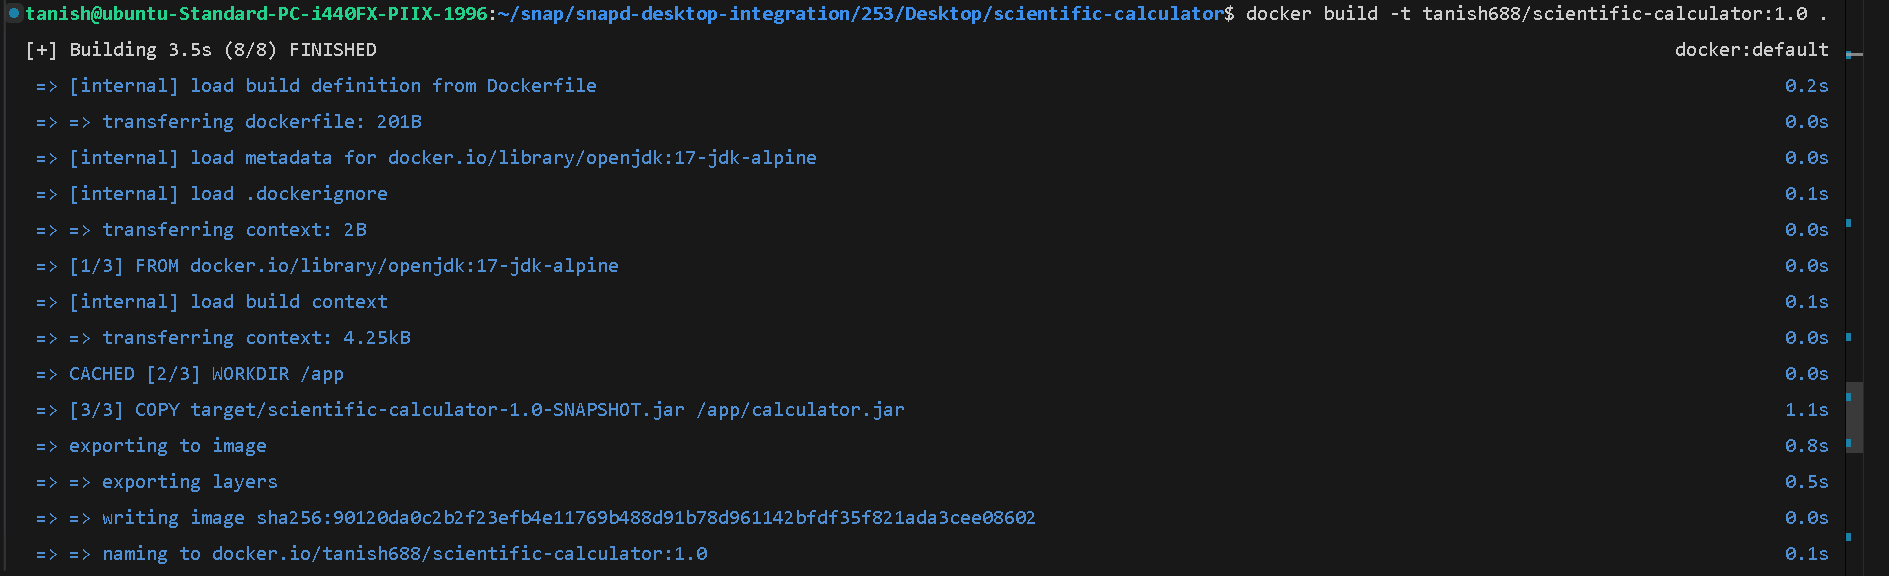 tanish@ubuntu-Standard-PC-i440FX-PIIX-1996:~/snap/snapd-desktop-integration/253/Desktop/scientific-calculator$ docker build -t tanish688/scientific-calculator:1.0 .
[+] Building 3.5s (8/8) FINISHED docker:default
=> [internal] load build definition from Dockerfile 0.2s
=> => transferring dockerfile: 201B 0.0s
=> [internal] load metadata for docker.io/library/openjdk:17-jdk-alpine 0.0s
=> [internal] load .dockerignore 0.1s
=> => transferring context: 2B 0.0s
=> [1/3] FROM docker.io/library/openjdk:17-jdk-alpine 0.0s
=> [internal] load build context 0.1s
=> => transferring context: 4.25kB 0.0s
=> CACHED [2/3] WORKDIR /app 0.0s
=> [3/3] COPY target/scientific-calculator-1.0-SNAPSHOT.jar /app/calculator.jar 1.1s
=> exporting to image 0.8s
=> => exporting layers 0.5s
=> => writing image sha256:90120da0c2b2f23efb4e11769b488d91b78d961142bfdf35f821ada3cee08602 0.0s
=> => naming to docker.io/tanish688/scientific-calculator:1.0 0.1s